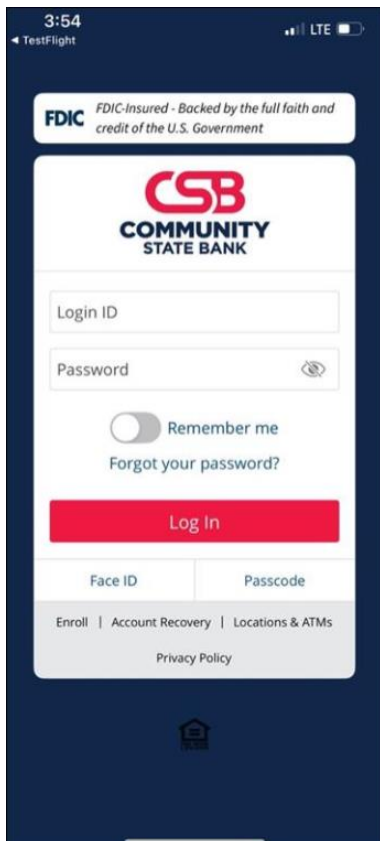 3:54
LTE
◄ TestFlight
FDIC
FDIC-Insured - Backed by the full faith and
credit of the U.S. Government
CSB
COMMUNITY
STATE BANK
Login ID
Password
Remember me
Forgot your password?
Log In
Face ID
Passcode
Enroll | Account Recovery | Locations & ATMs
Privacy Policy